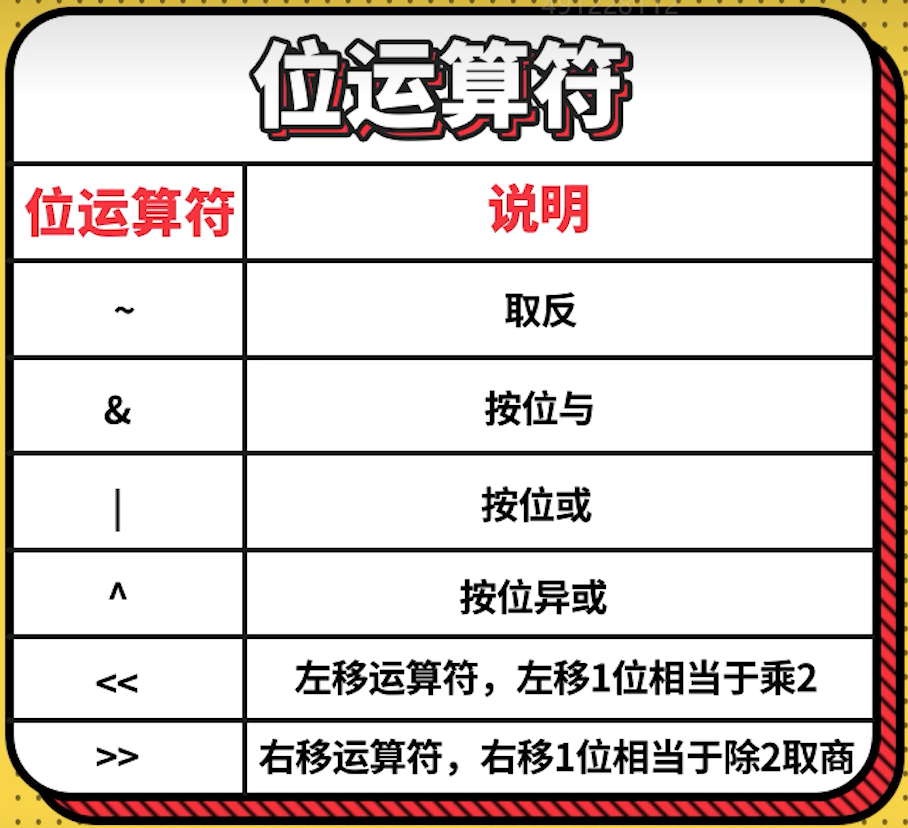 位运算符
位运算符 说明
~ 取反
& 按位与
| 按位或
^ 按位异或
<< 左移运算符，左移1位相当于乘2
>> 右移运算符，右移1位相当于除2取商